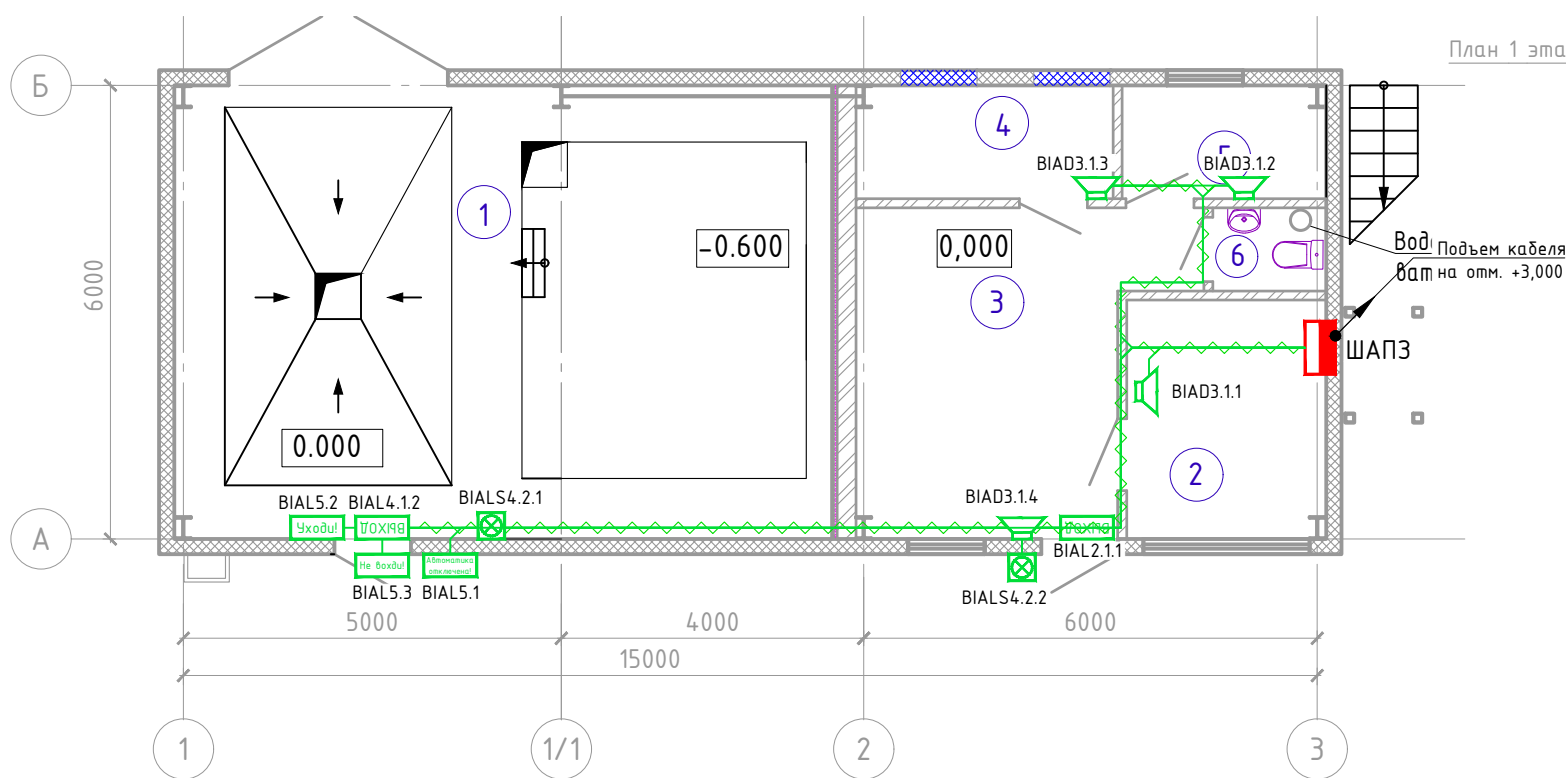 План 1 эта
Б
4
5
BIAD3.1.3
BIAD3.1.2
1
-0.600
0,000
6
Вод
Подъем кабеля
бат
на отм. +3,000
6000
3
ШАПЗ
BIAD3.1.1
0.000
2
BIAL5.2
BIAL4.1.2
BIALS4.2.1
BIAD3.1.4
Уходи!
ВЫХОД
ВЫХОД
А
BIAL2.1.1
Не входи!
Автоматика
отключена!
BIAL5.3
BIAL5.1
BIALS4.2.2
5000
4000
6000
15000
1
1/1
2
3